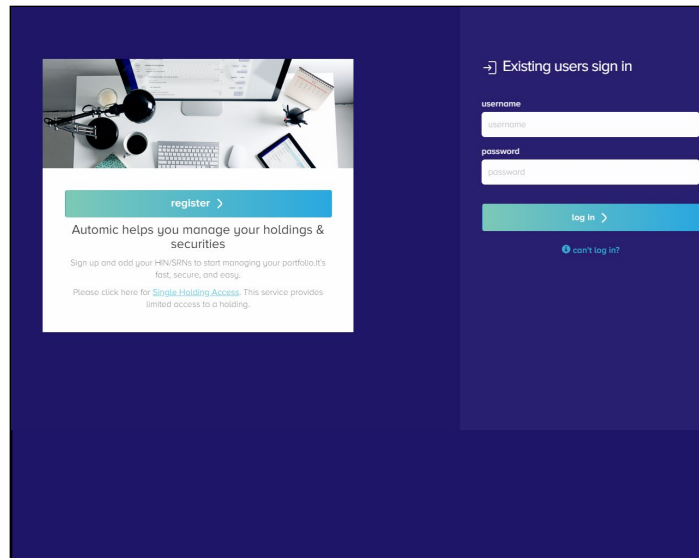 register >
Automic helps you manage your holdings &
securities
Sign up and add your HIN/SRNs to start managing your portfolio.it's
fast, secure, and easy.
Please click here for Single Holding Access. This service provides
limited access to a holding.
Existing users sign in
username
username
password
password
log in >
can't log in?